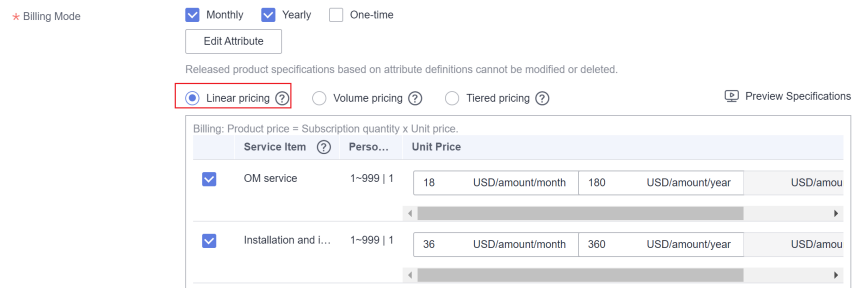 * Billing Mode
Monthly Yearly One-time
Edit Attribute
Released product specifications based on attribute definitions cannot be modified or deleted.
Linear pricing ? Volume pricing ? Tiered pricing ? Preview Specifications
Billing: Product price = Subscription quantity x Unit price.
Service Item ? Perso... Unit Price
OM service 1~999 | 1 18 USD/amount/month 180 USD/amount/year USD/amou
Installation and i... 1~999 | 1 36 USD/amount/month 360 USD/amount/year USD/amou